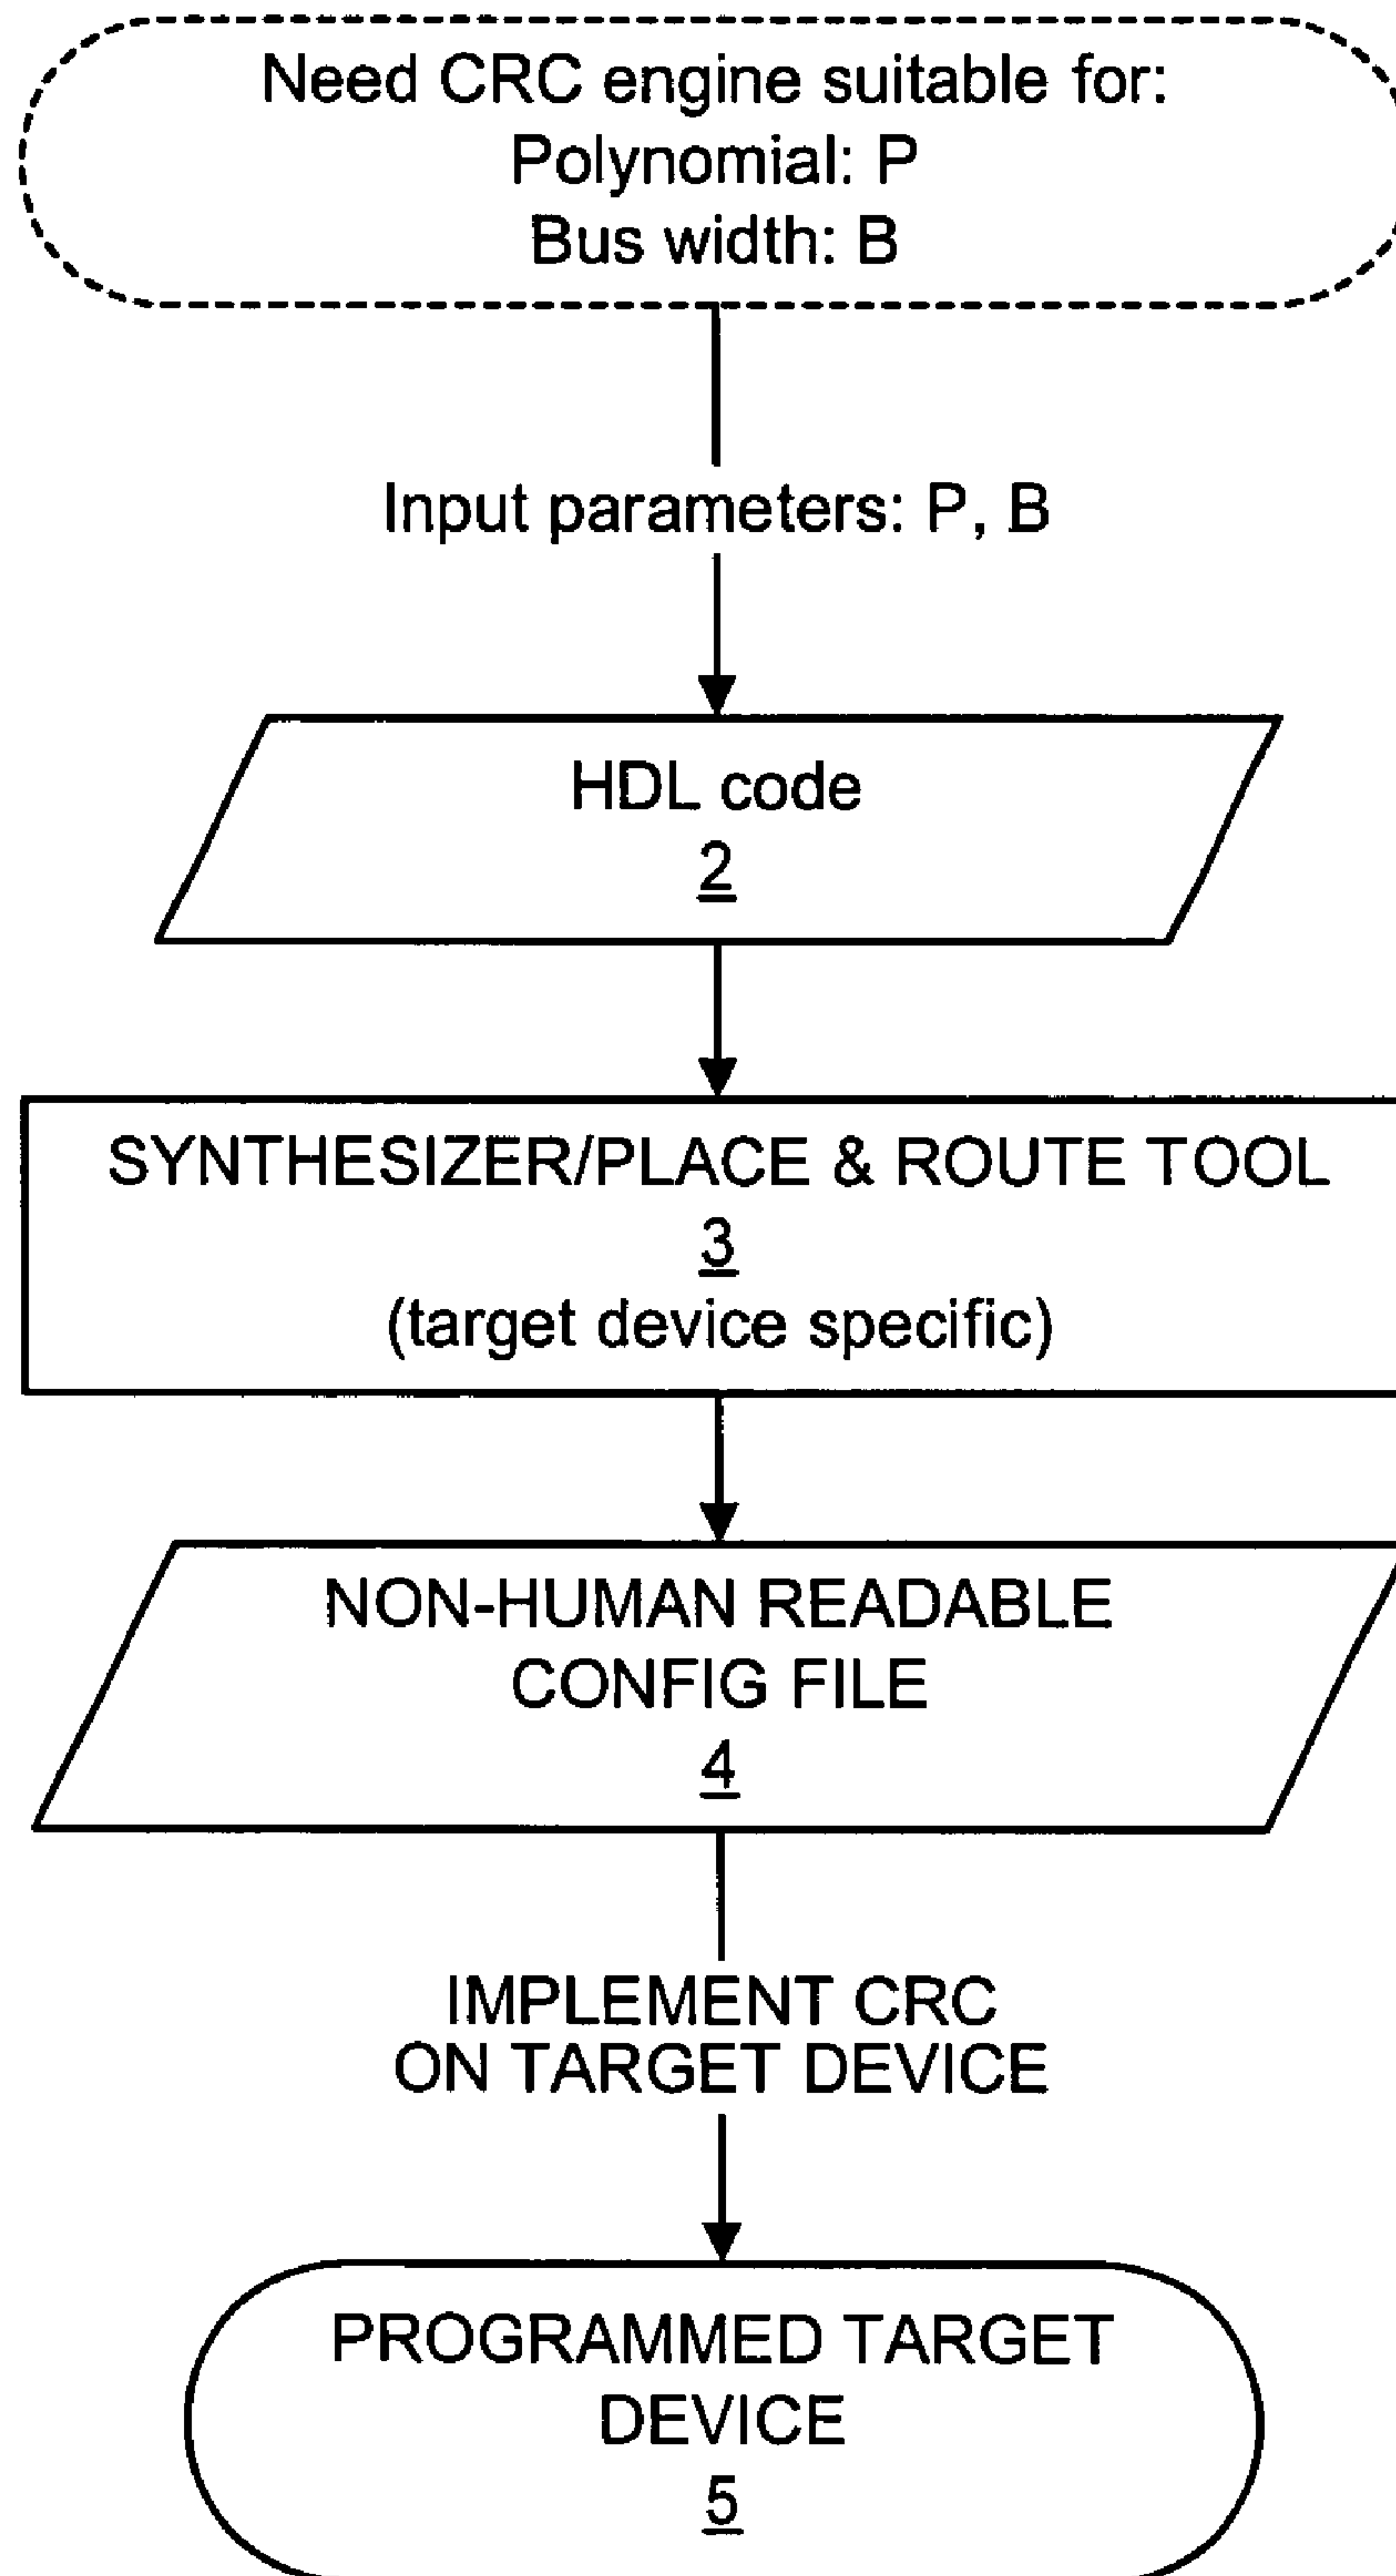 Need CRC engine suitable for:
Polynomial: P
Bus width: B
Input parameters: P, B
HDL code
2
SYNTHESIZER/PLACE & ROUTE TOOL
3
(target device specific)
NON-HUMAN READABLE
CONFIG FILE
4
IMPLEMENT CRC
ON TARGET DEVICE
PROGRAMMED TARGET
DEVICE
5